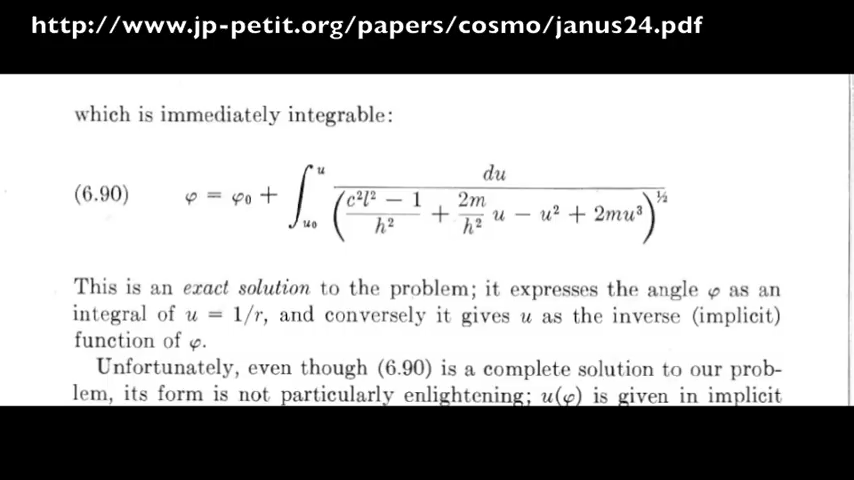 http://www.jp-petit.org/papers/cosmo/janus24.pdf
which is immediately integrable:
(6.90) φ = φ₀ + ∫ᵤ₀ᵘ du / ((c²l² − 1)/h² + (2m/h²) u − u² + 2mu³)^½
This is an exact solution to the problem; it expresses the angle φ as an
integral of u = 1/r, and conversely it gives u as the inverse (implicit)
function of φ.
Unfortunately, even though (6.90) is a complete solution to our prob-
lem, its form is not particularly enlightening; u(φ) is given in implicit